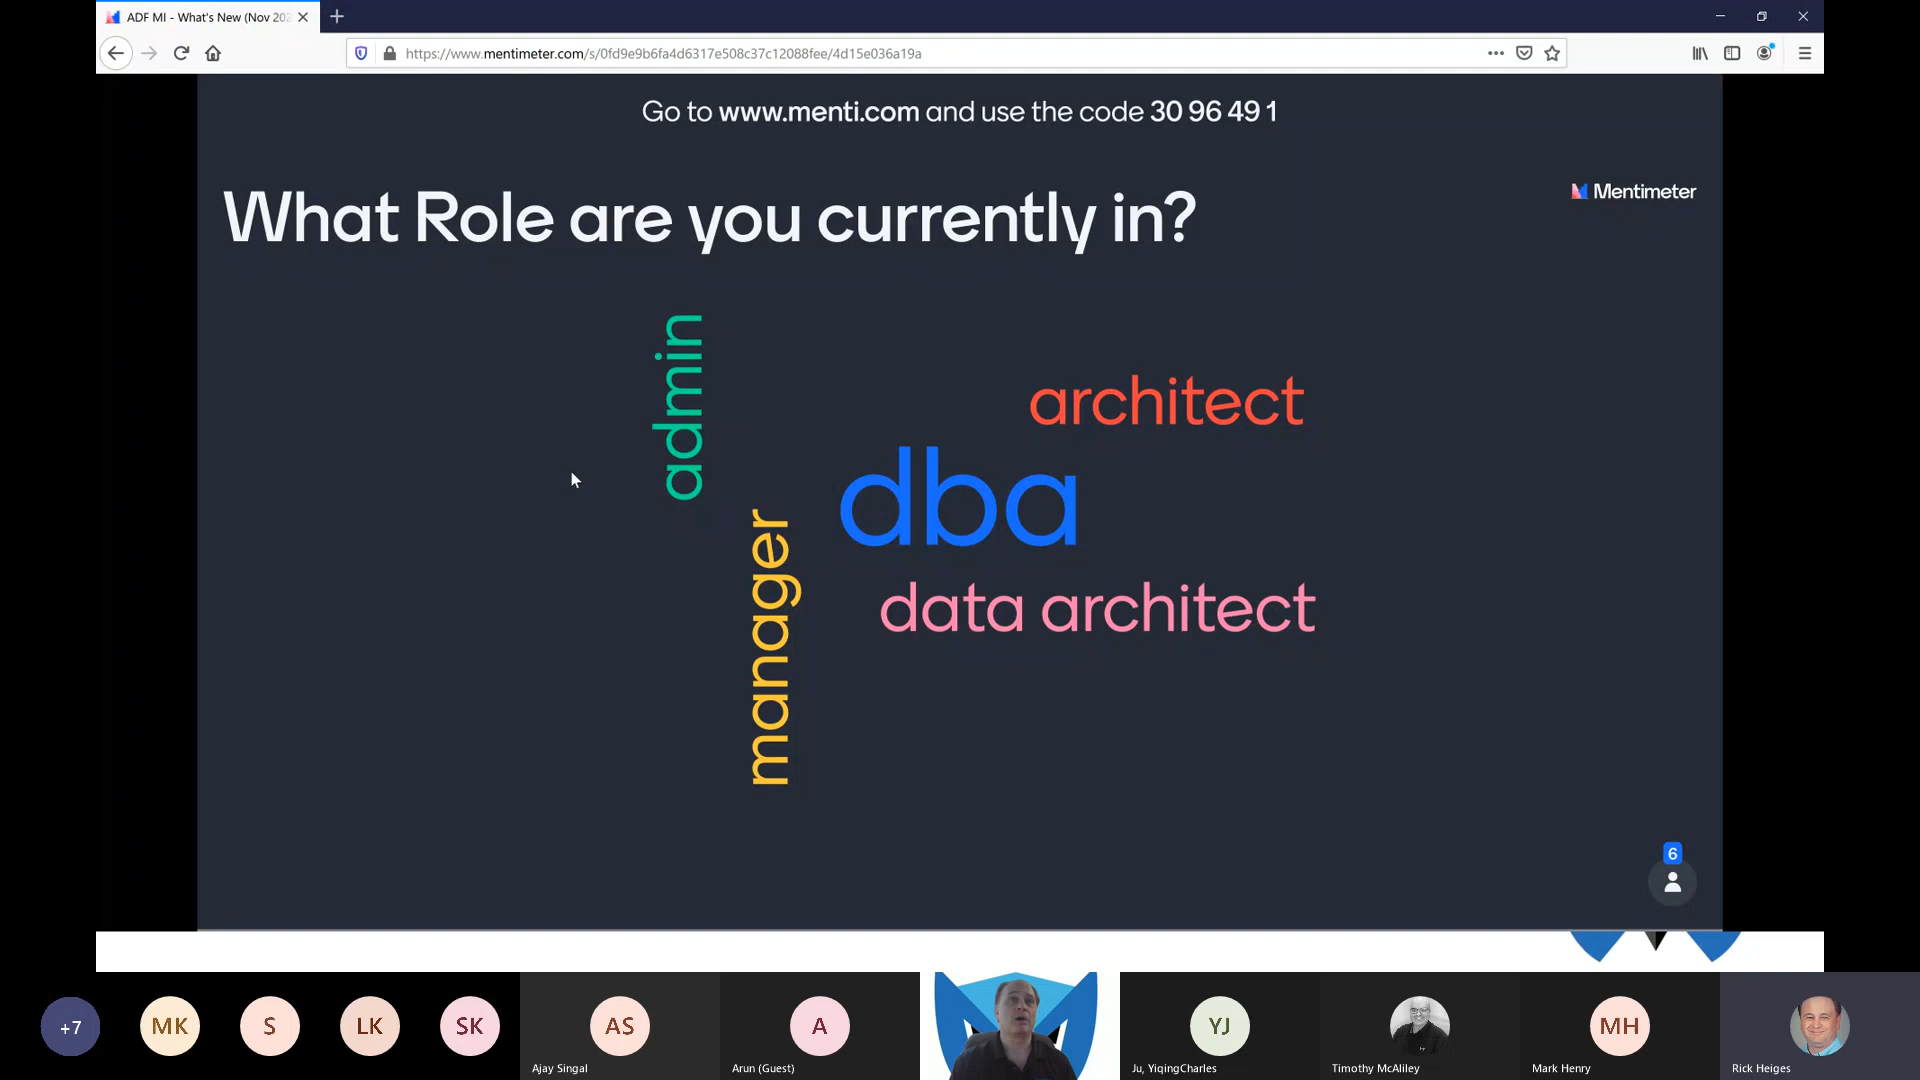 ADF MI - What's New (Nov 202
https://www.mentimeter.com/s/0fd9e9b6fa4d6317e508c37c12088fee/4d15e036a19a
Go to www.menti.com and use the code 30 96 49 1
What Role are you currently in?
Mentimeter
admin
architect
dba
manager
data architect
6
+7
MK
S
LK
SK
AS
A
YJ
MH
Ajay Singal
Arun (Guest)
Ju, YiqingCharles
Timothy McAliley
Mark Henry
Rick Heiges